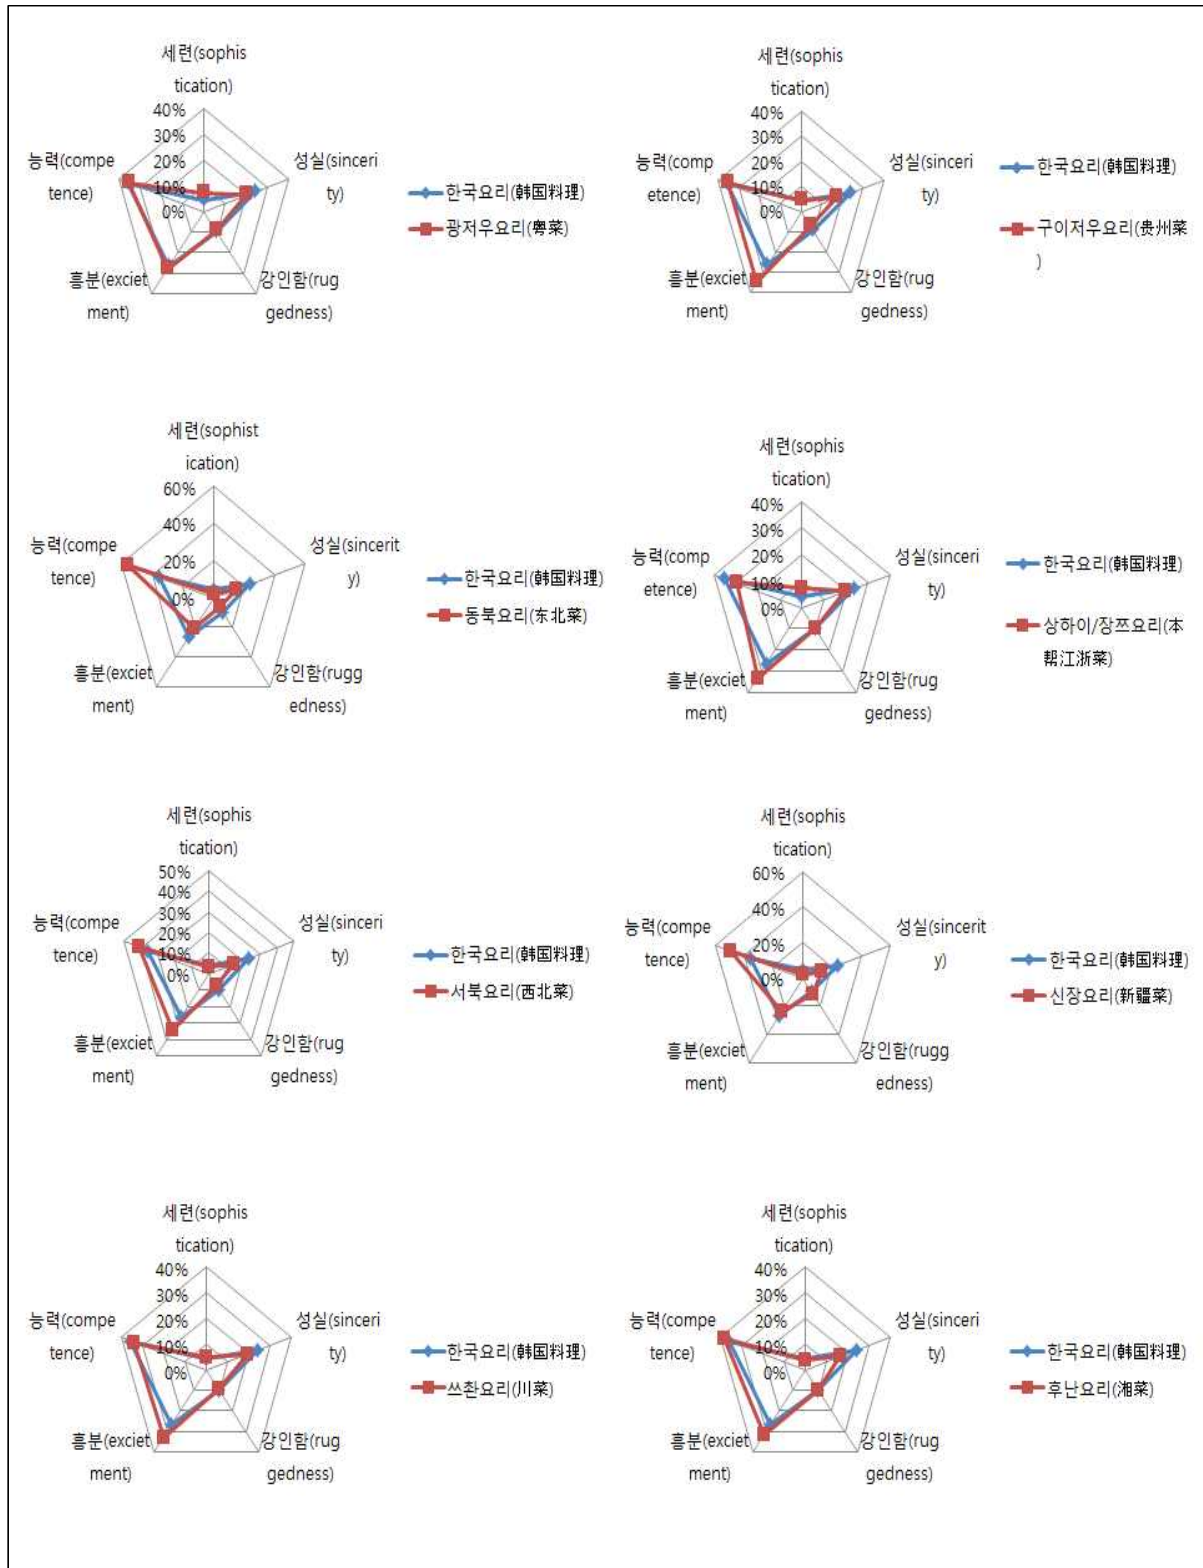 세련(sophis
tication)
40%
30%
20%
10%
0%
능력(compe
tence)
성실(sinceri
ty)
흥분(exciet
ment)
강인함(rug
gedness)
한국요리(韩国料理)
광저우요리(粤菜)
세련(sophis
tication)
40%
30%
20%
10%
0%
능력(comp
etence)
성실(sinceri
ty)
흥분(exciet
ment)
강인함(rug
gedness)
한국요리(韩国料理)
구이저우요리(贵州菜
)
세련(sophist
ication)
60%
40%
20%
0%
능력(compe
tence)
성실(sincerit
y)
흥분(exciet
ment)
강인함(rugg
edness)
한국요리(韩国料理)
동북요리(东北菜)
세련(sophis
tication)
40%
30%
20%
10%
0%
능력(comp
etence)
성실(sinceri
ty)
흥분(exciet
ment)
강인함(rug
gedness)
한국요리(韩国料理)
상하이/장쯔요리(本
帮江浙菜)
세련(sophis
tication)
50%
40%
30%
20%
10%
0%
능력(compe
tence)
성실(sinceri
ty)
흥분(exciet
ment)
강인함(rug
gedness)
한국요리(韩国料理)
서북요리(西北菜)
세련(sophis
tication)
60%
40%
20%
0%
능력(compe
tence)
성실(sincerit
y)
흥분(exciet
ment)
강인함(rugg
edness)
한국요리(韩国料理)
신장요리(新疆菜)
세련(sophis
tication)
40%
30%
20%
10%
0%
능력(compe
tence)
성실(sinceri
ty)
흥분(exciet
ment)
강인함(rug
gedness)
한국요리(韩国料理)
쓰촨요리(川菜)
세련(sophis
tication)
40%
30%
20%
10%
0%
능력(compe
tence)
성실(sinceri
ty)
흥분(exciet
ment)
강인함(rug
gedness)
한국요리(韩国料理)
후난요리(湘菜)